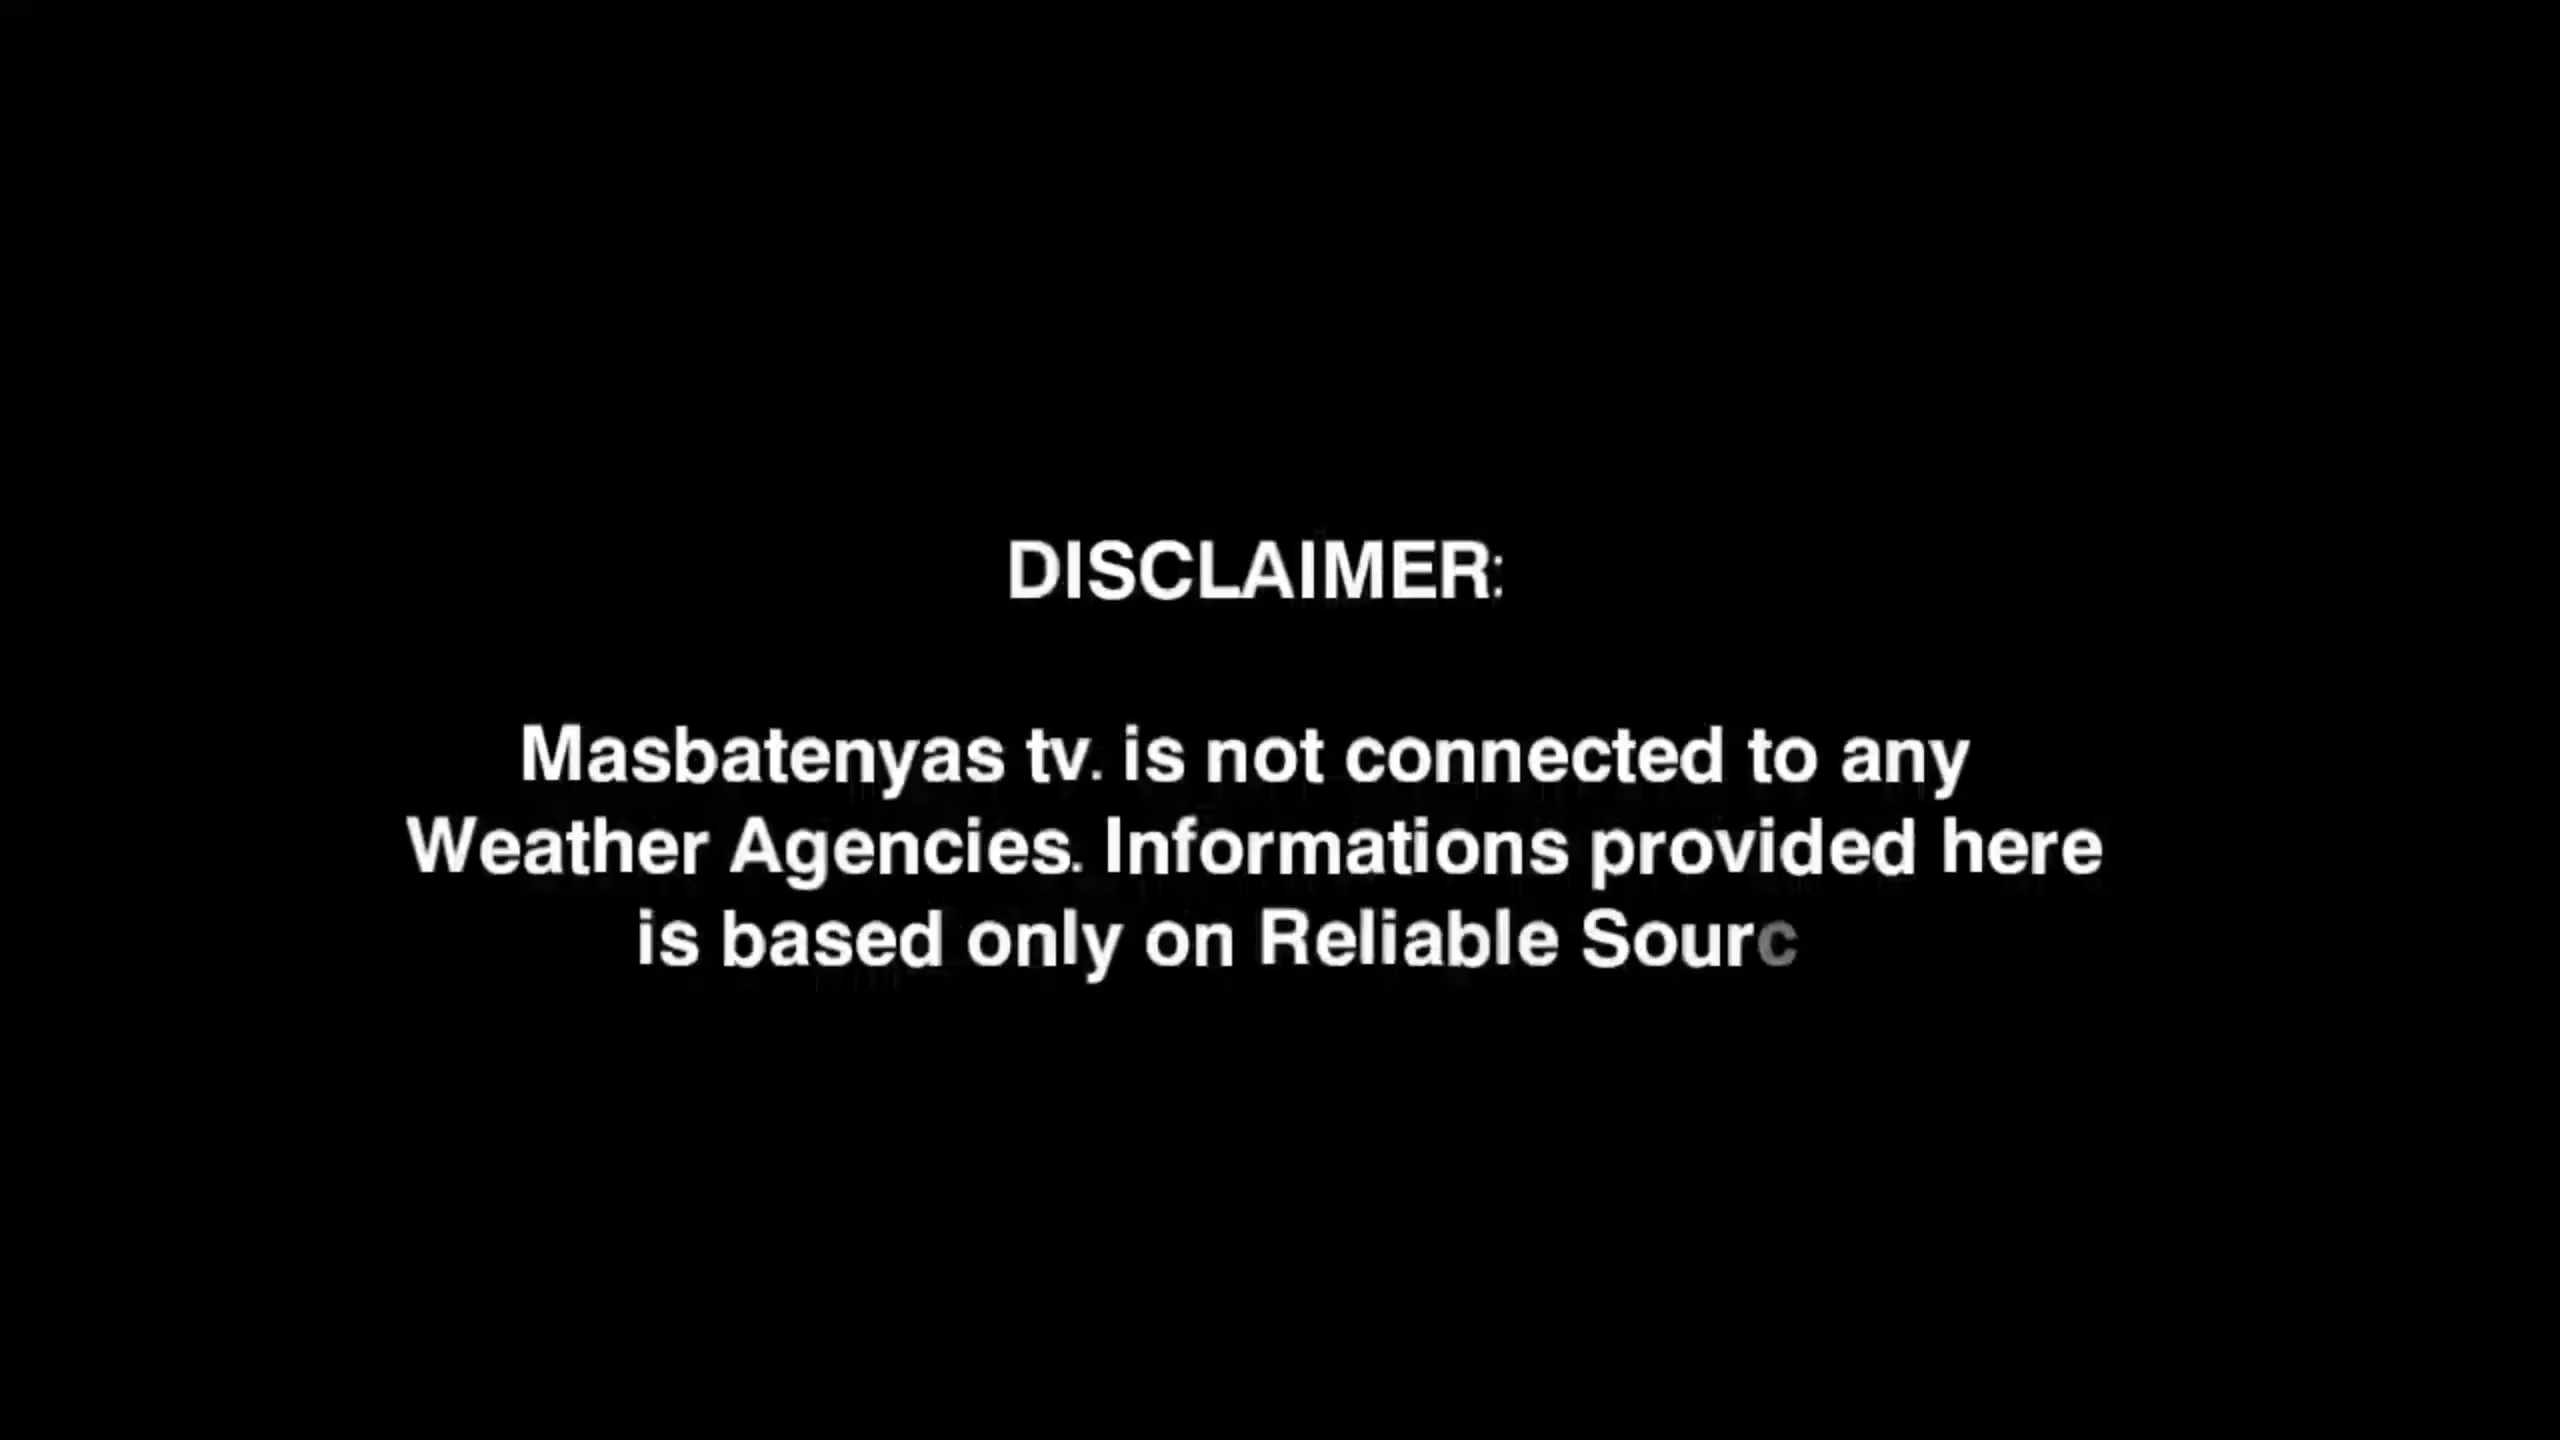 DISCLAIMER:
Masbatenyas tv. is not connected to any
Weather Agencies. Informations provided here
is based only on Reliable Sourc